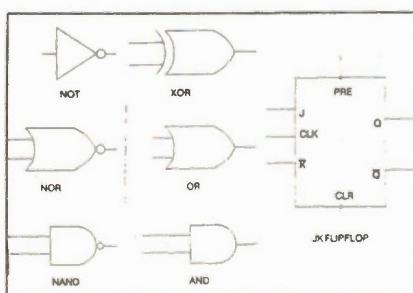 NOT
XOR
PRE
J
Q
CLK
K̅
Q̅
CLR
NOR
OR
JK FLIPFLOP
NAND
AND